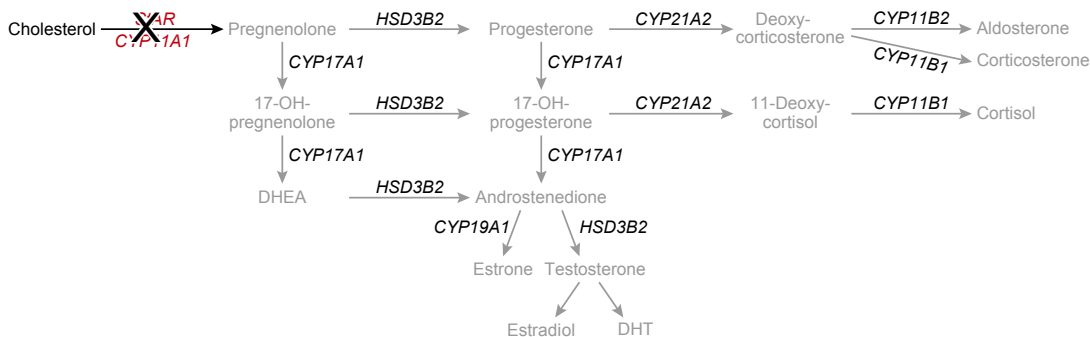 Cholesterol
STAR
CYP11A1
X
Pregnenolone
HSD3B2
Progesterone
CYP21A2
Deoxy-
corticosterone
CYP11B2
Aldosterone
CYP11B1
Corticosterone
CYP17A1
CYP17A1
17-OH-
pregnenolone
HSD3B2
17-OH-
progesterone
CYP21A2
11-Deoxy-
cortisol
CYP11B1
Cortisol
CYP17A1
CYP17A1
DHEA
HSD3B2
Androstenedione
CYP19A1
HSD3B2
Estrone
Testosterone
Estradiol
DHT